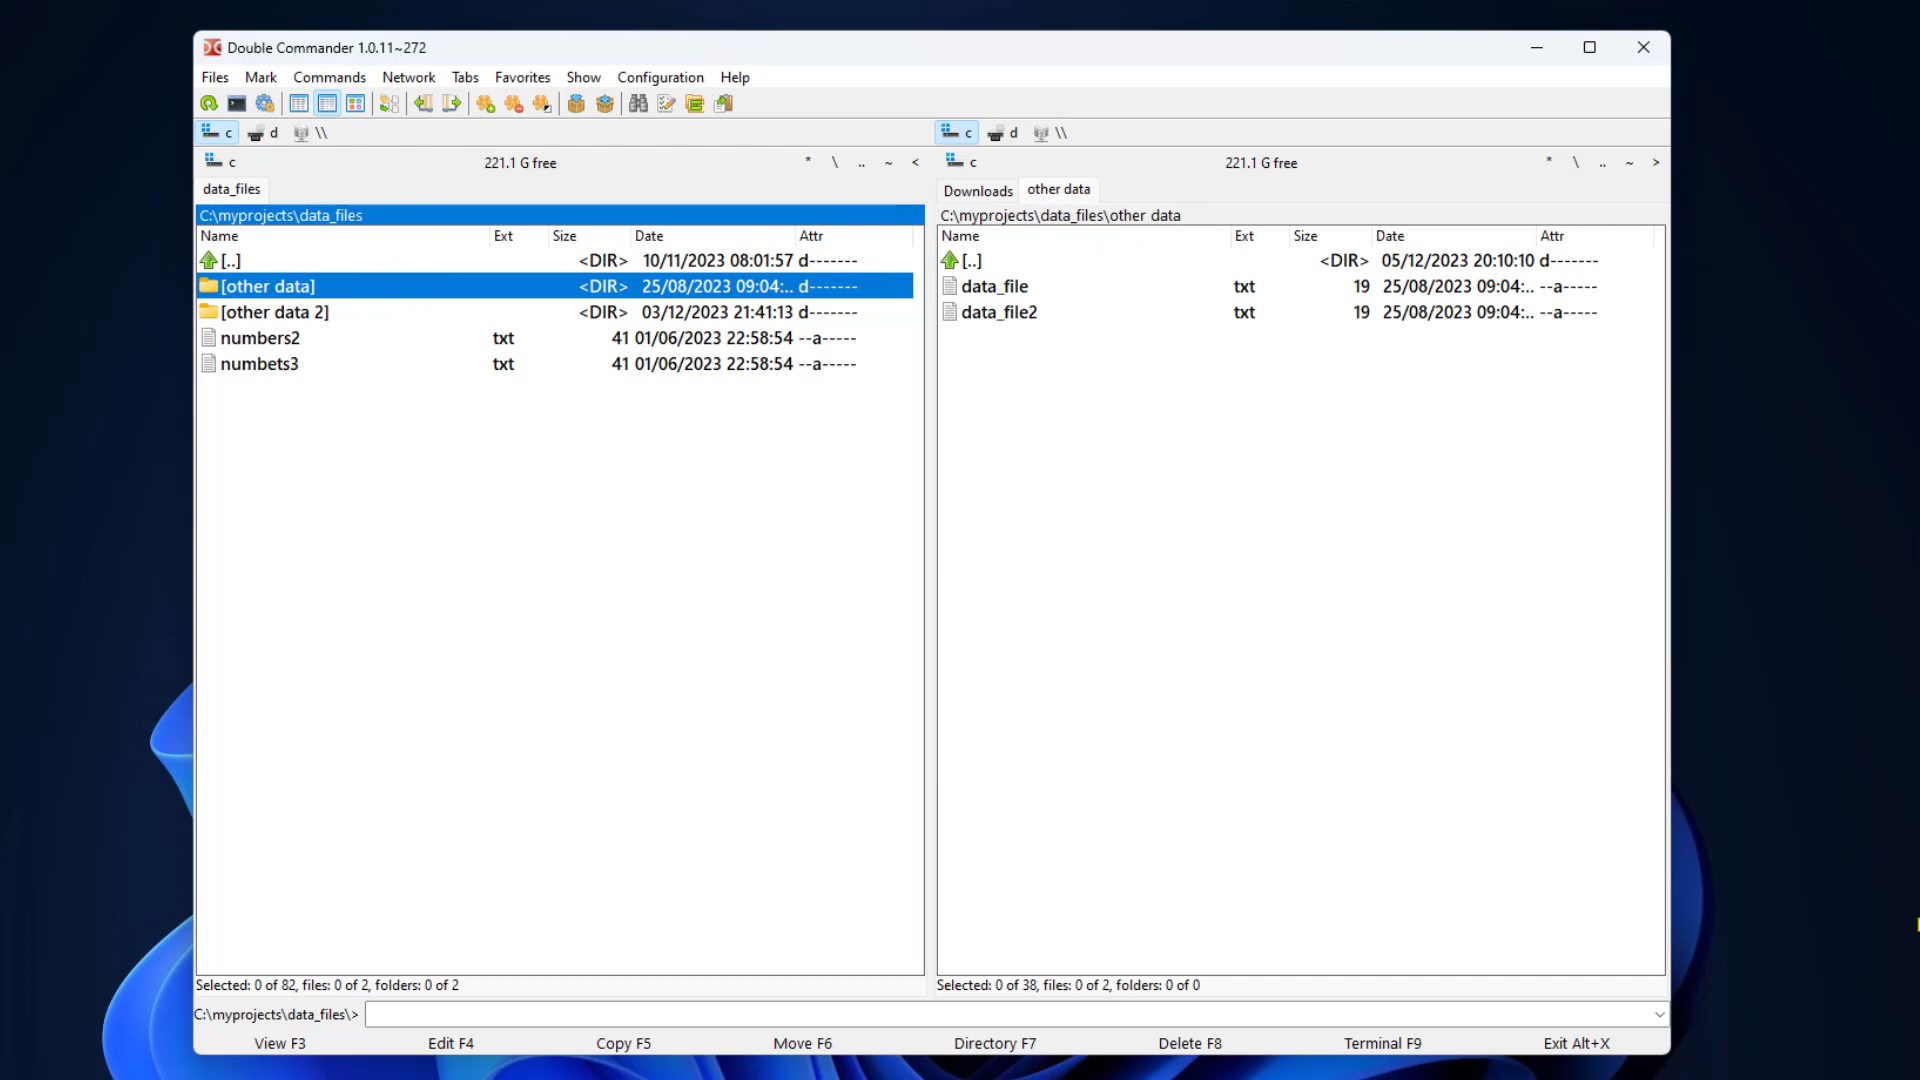 Double Commander 1.0.11~272
Files Mark Commands Network Tabs Favorites Show Configuration Help
c d \\ c d \\
c 221.1 G free * \ .. ~ < c 221.1 G free * \ .. ~ >
data_files Downloads other data
C:\myprojects\data_files C:\myprojects\data_files\other data
Name Ext Size Date Attr Name Ext Size Date Attr
[..] <DIR> 10/11/2023 08:01:57 d------- [..] <DIR> 05/12/2023 20:10:10 d-------
[other data] <DIR> 25/08/2023 09:04:.. d------- data_file txt 19 25/08/2023 09:04:.. --a-----
[other data 2] <DIR> 03/12/2023 21:41:13 d------- data_file2 txt 19 25/08/2023 09:04:.. --a-----
numbers2 txt 41 01/06/2023 22:58:54 --a-----
numbets3 txt 41 01/06/2023 22:58:54 --a-----
Selected: 0 of 82, files: 0 of 2, folders: 0 of 2 Selected: 0 of 38, files: 0 of 2, folders: 0 of 0
C:\myprojects\data_files\>
View F3 Edit F4 Copy F5 Move F6 Directory F7 Delete F8 Terminal F9 Exit Alt+X